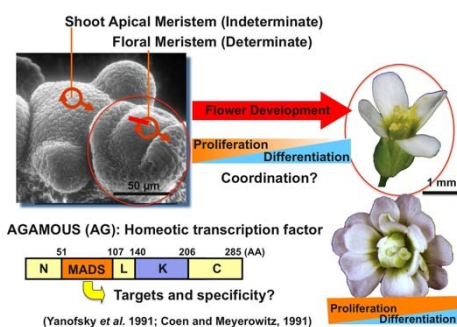 Shoot Apical Meristem (Indeterminate)
Floral Meristem (Determinate)
50 µm
Flower Development
Proliferation
Differentiation
Coordination?
1 mm
AGAMOUS (AG): Homeotic transcription factor
51 107 140 206 285 (AA)
N MADS L K C
Targets and specificity?
(Yanofsky et al. 1991; Coen and Meyerowitz, 1991)
Proliferation
Differentiation